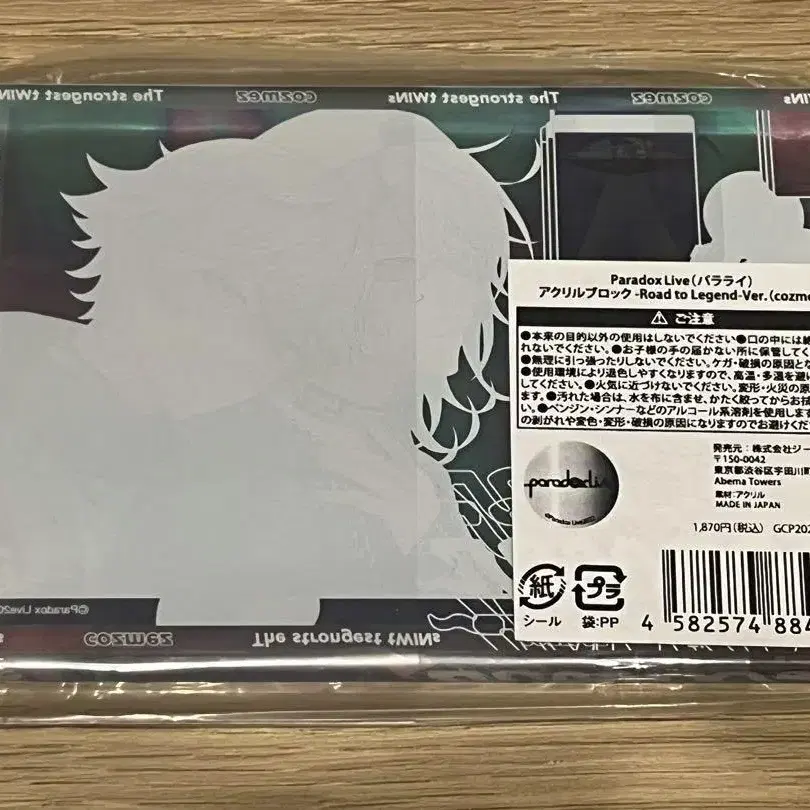 The strongest tWINs
cozmez
The strongest tWINs
cozmez
Paradox Live(パラライ)
アクリルブロック -Road to Legend-Ver.(cozme
⚠ ご注意
●本来の目的以外の使用はしないでください●口の中には絶
れないでください。●お子様の手の届かない所に保管してく
●無理に引っ張ったりしないでください。ケガ・破損の原因とな
●使用環境により退色しやすくなりますので、高温・多湿を避け
してください。●火気に近づけないでください。変形・火災の原
ます。●汚れた場合は、水を布に含ませ、かたく絞ってからお拭
い。●ベンジン・シンナーなどのアルコール系溶剤を使用します
の剥がれや変色・変形・破損の原因になりますのでお避けくだ
発売元:株式会社ジー
〒150-0042
東京都渋谷区宇田川町
Abema Towers
素材:アクリル
MADE IN JAPAN
paradoxlive
1,870円(税込) GCP202
紙
シール
プラ
袋:PP
4 582574 884
©Paradox Live20
cozmez
The strongest tWINs